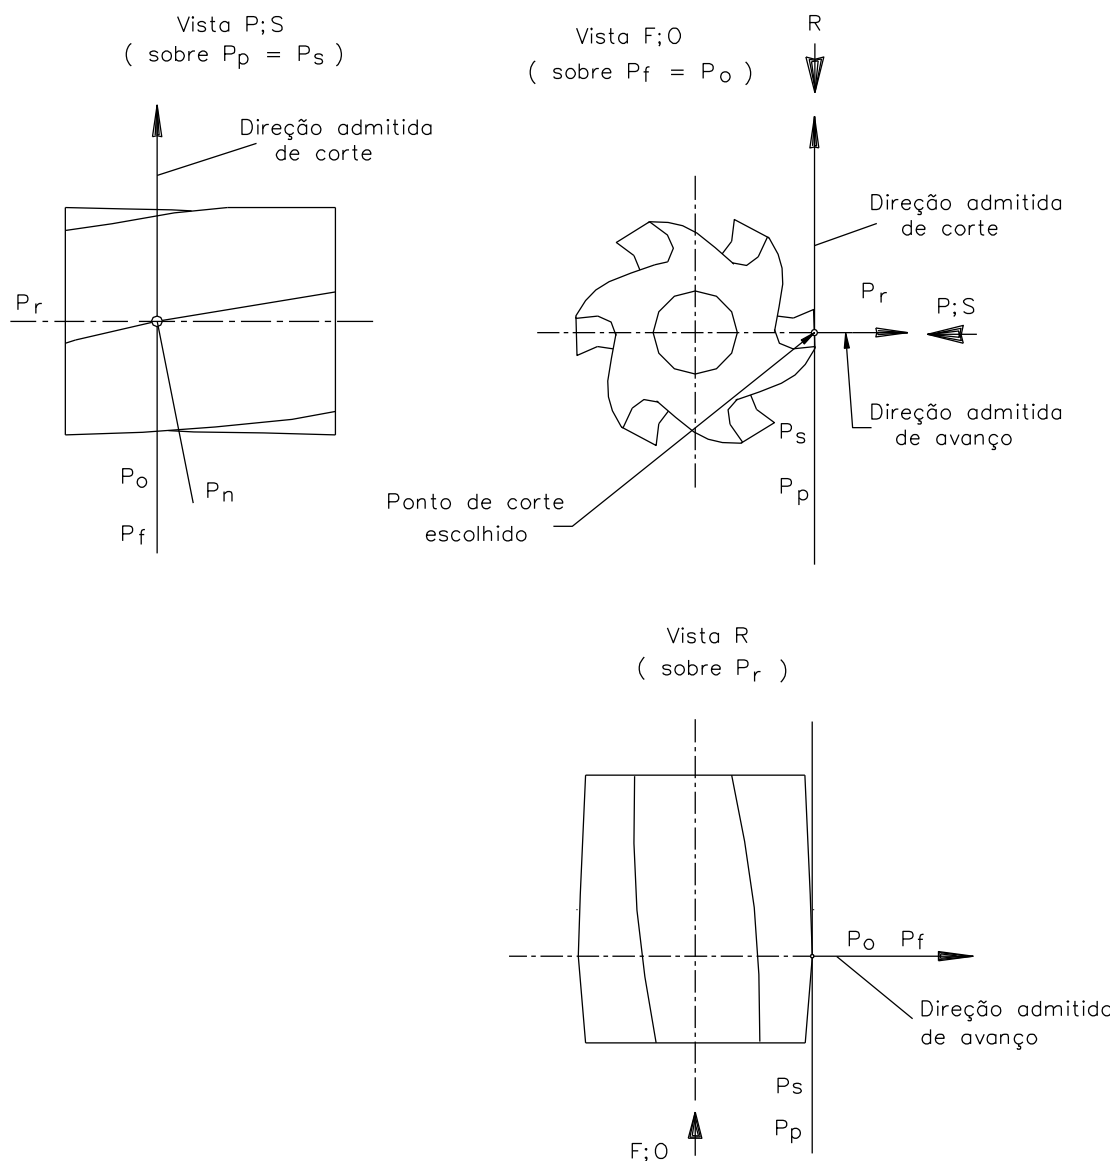 Vista P;S
( sobre Pp = Ps )
Direção admitida
de corte
Pr
Po
Pn
Pf
Vista F;O
( sobre Pf = Po )
R
Direção admitida
de corte
Pr
P;S
Direção admitida
de avanço
Ps
Pp
Ponto de corte
escolhido
Vista R
( sobre Pr )
Po Pf
Direção admitida
de avanço
Ps
Pp
F;O